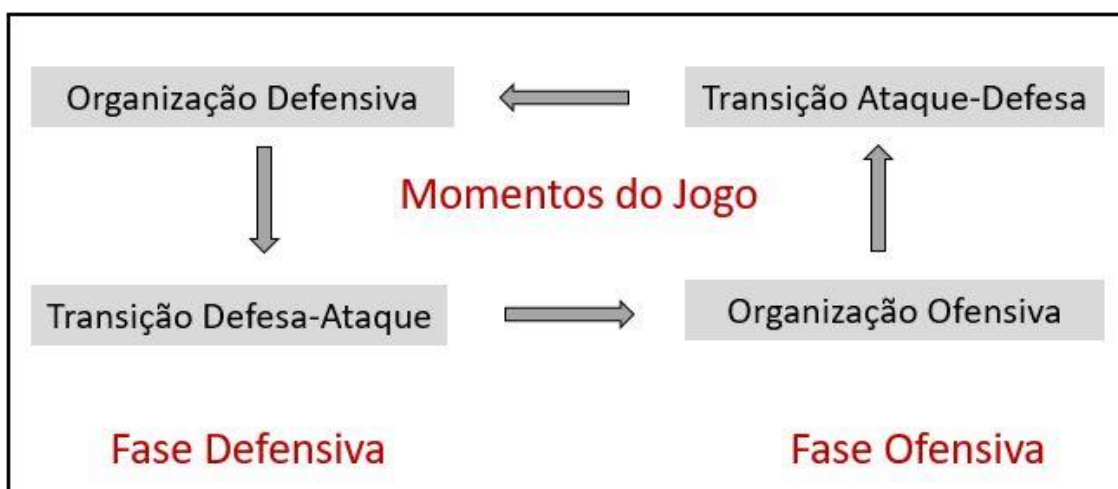 Organização Defensiva
Transição Ataque-Defesa
Momentos do Jogo
Transição Defesa-Ataque
Organização Ofensiva
Fase Defensiva
Fase Ofensiva